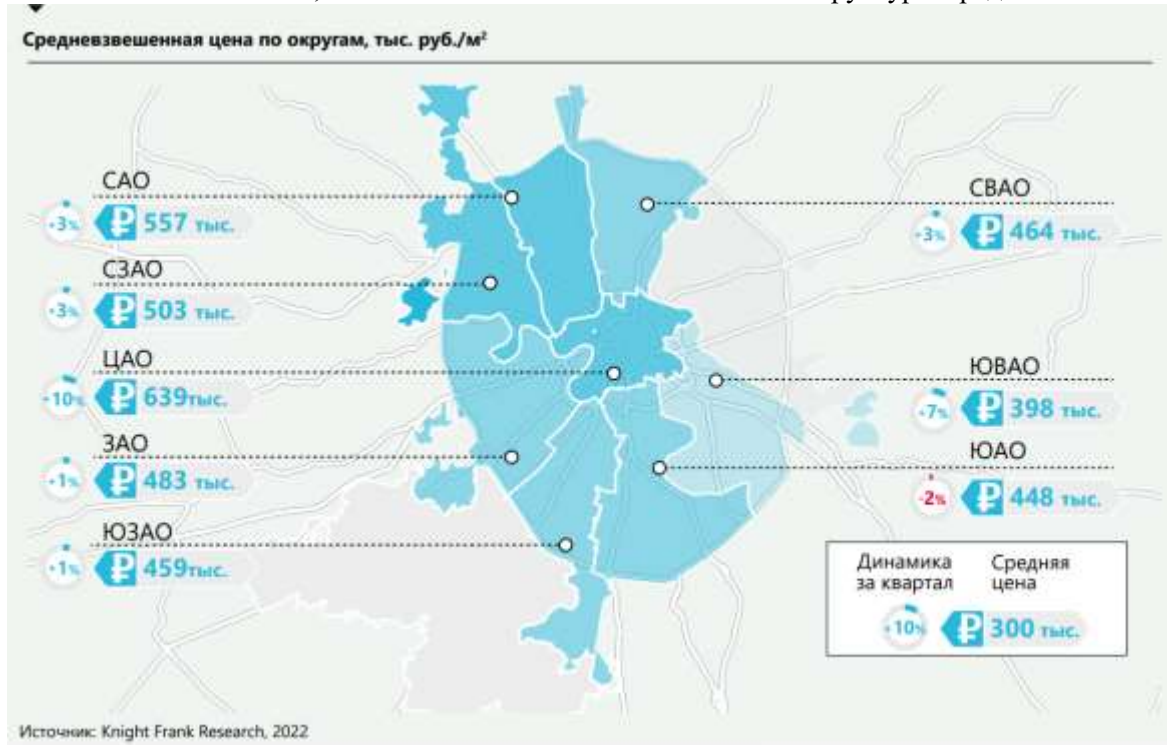 Средневзвешенная цена по округам, тыс. руб./м²
САО
+3% ₽ 557 тыс.
СЗАО
+3% ₽ 503 тыс.
ЦАО
+10% ₽ 639тыс.
ЗАО
+1% ₽ 483 тыс.
ЮЗАО
+1% ₽ 459тыс.
СВАО
+3% ₽ 464 тыс.
ЮВАО
+7% ₽ 398 тыс.
ЮАО
-2% ₽ 448 тыс.
Динамика за квартал
Средняя цена
+10% ₽ 300 тыс.
Источник: Knight Frank Research, 2022